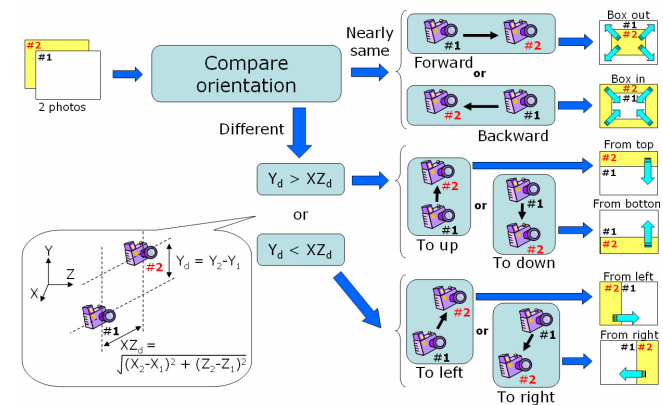 #2
#1
2 photos
Compare
orientation
Nearly
same
#1
#2
Forward
or
#2
#1
Backward
Box out
#1
#2
Box in
#2
#1
Different
Yd > XZd
or
Yd < XZd
#2
#1
To up
or
#1
#2
To down
From top
#2
#1
From bottom
#1
#2
Y
Z
X
#2
Yd = Y2-Y1
#1
XZd =
√(X2-X1)2 + (Z2-Z1)2
#2
#1
To left
or
#1
#2
To right
From left
#2
#1
From right
#1
#2